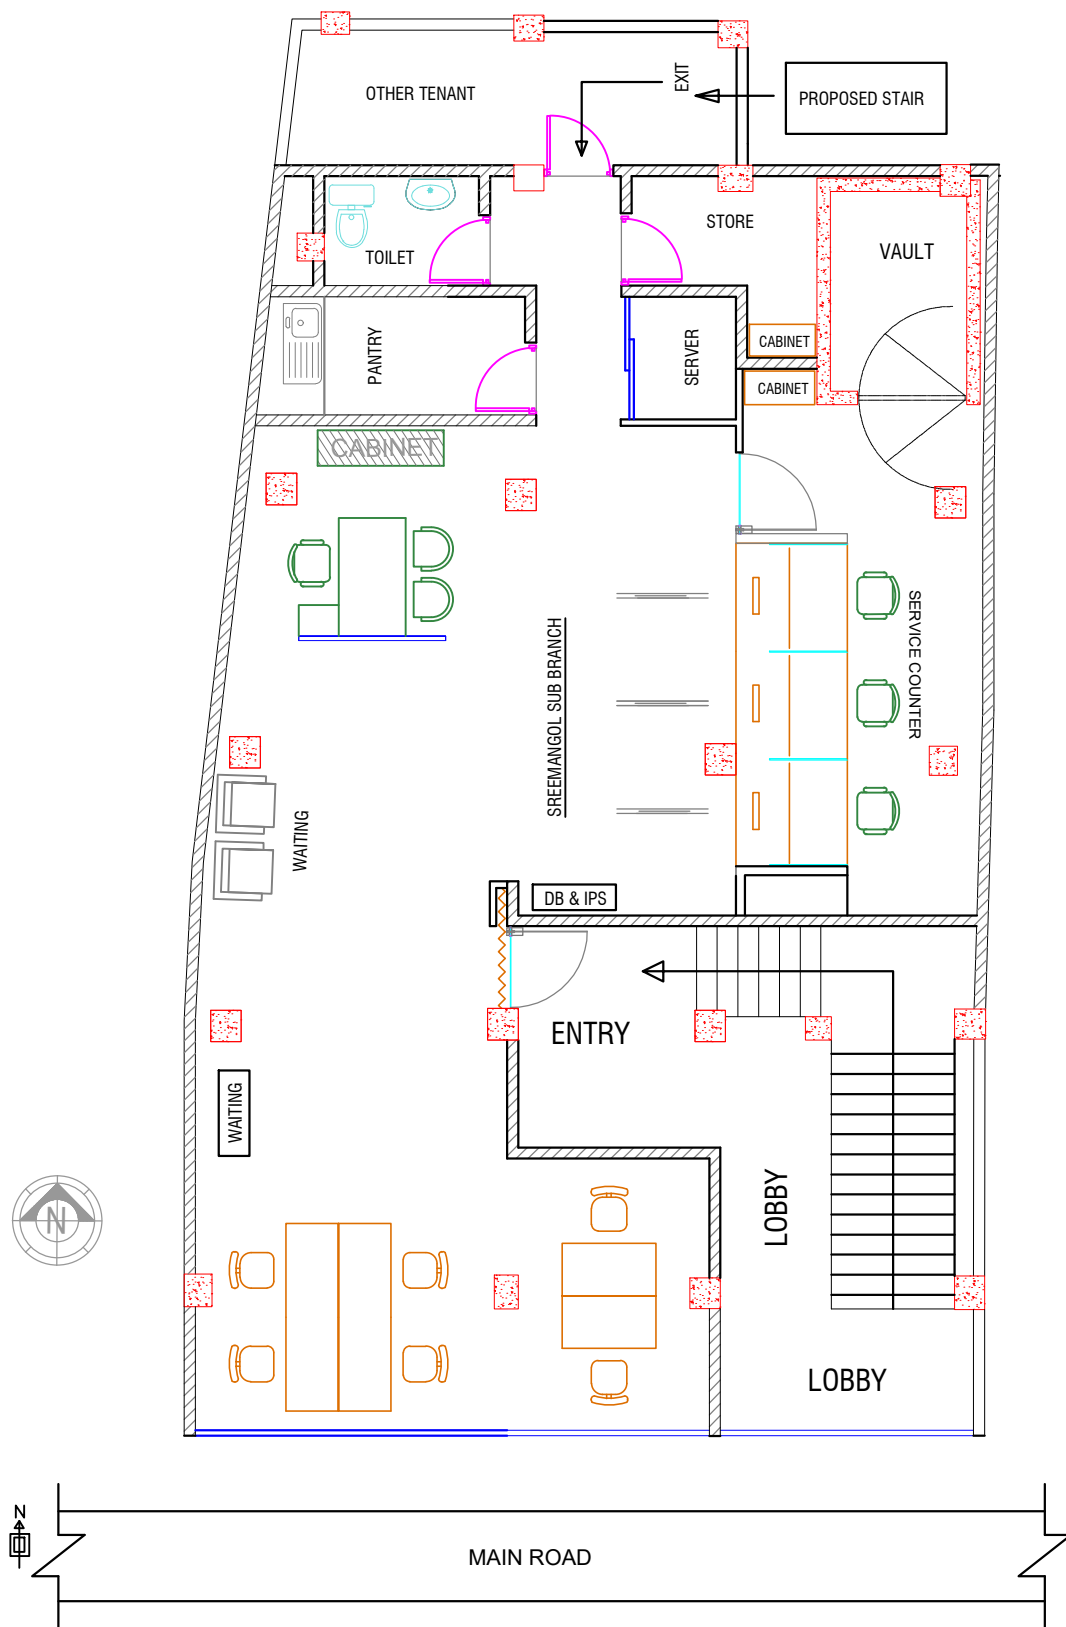 EXIT
OTHER TENANT
PROPOSED STAIR
STORE
VAULT
TOILET
PANTRY
SERVER
CABINET
CABINET
CABINET
SERVICE COUNTER
SREEMANGOL SUB BRANCH
WAITING
DB & IPS
ENTRY
WAITING
LOBBY
N
LOBBY
N
MAIN ROAD